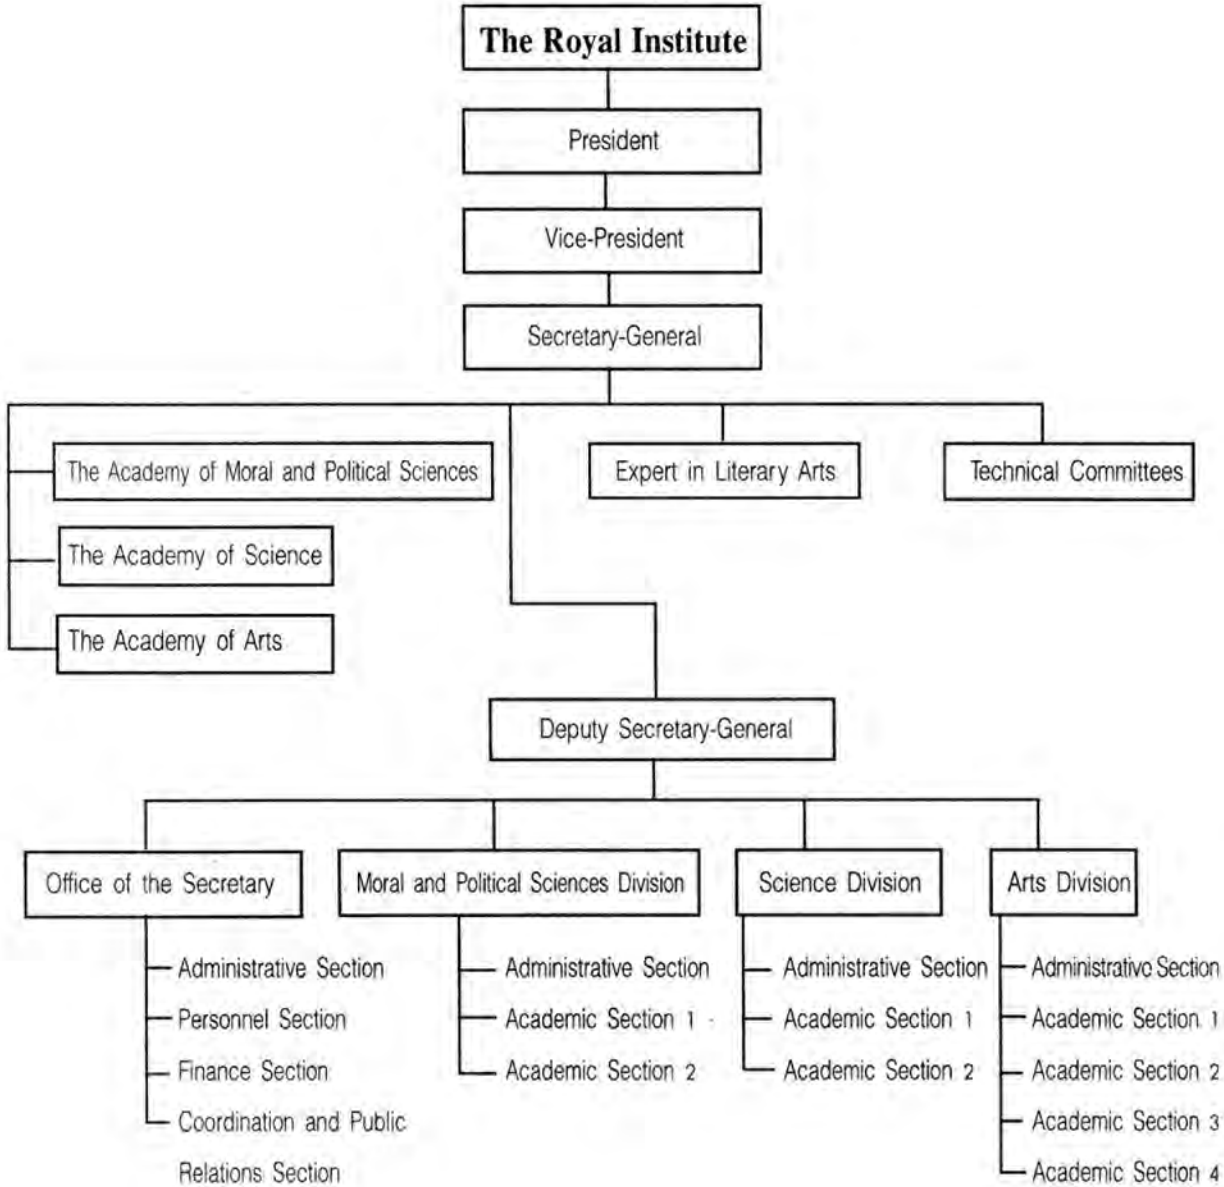 The Royal Institute
President
Vice-President
Secretary-General
The Academy of Moral and Political Sciences
Expert in Literary Arts
Technical Committees
The Academy of Science
The Academy of Arts
Deputy Secretary-General
Office of the Secretary
Administrative Section
Personnel Section
Finance Section
Coordination and Public
Relations Section
Moral and Political Sciences Division
Administrative Section
Academic Section 1
Academic Section 2
Science Division
Administrative Section
Academic Section 1
Academic Section 2
Arts Division
Administrative Section
Academic Section 1
Academic Section 2
Academic Section 3
Academic Section 4